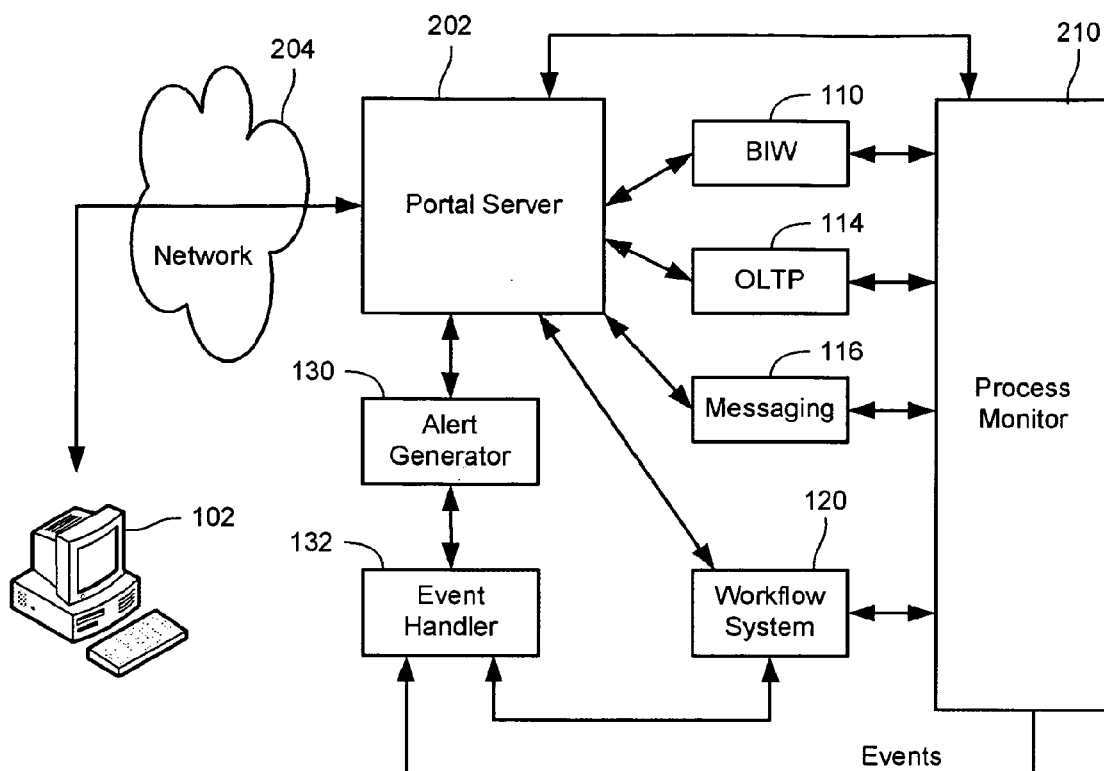 204
202
210
110
BIW
Portal Server
Network
114
OLTP
116
Messaging
Process
Monitor
130
Alert
Generator
102
132
Event
Handler
120
Workflow
System
Events